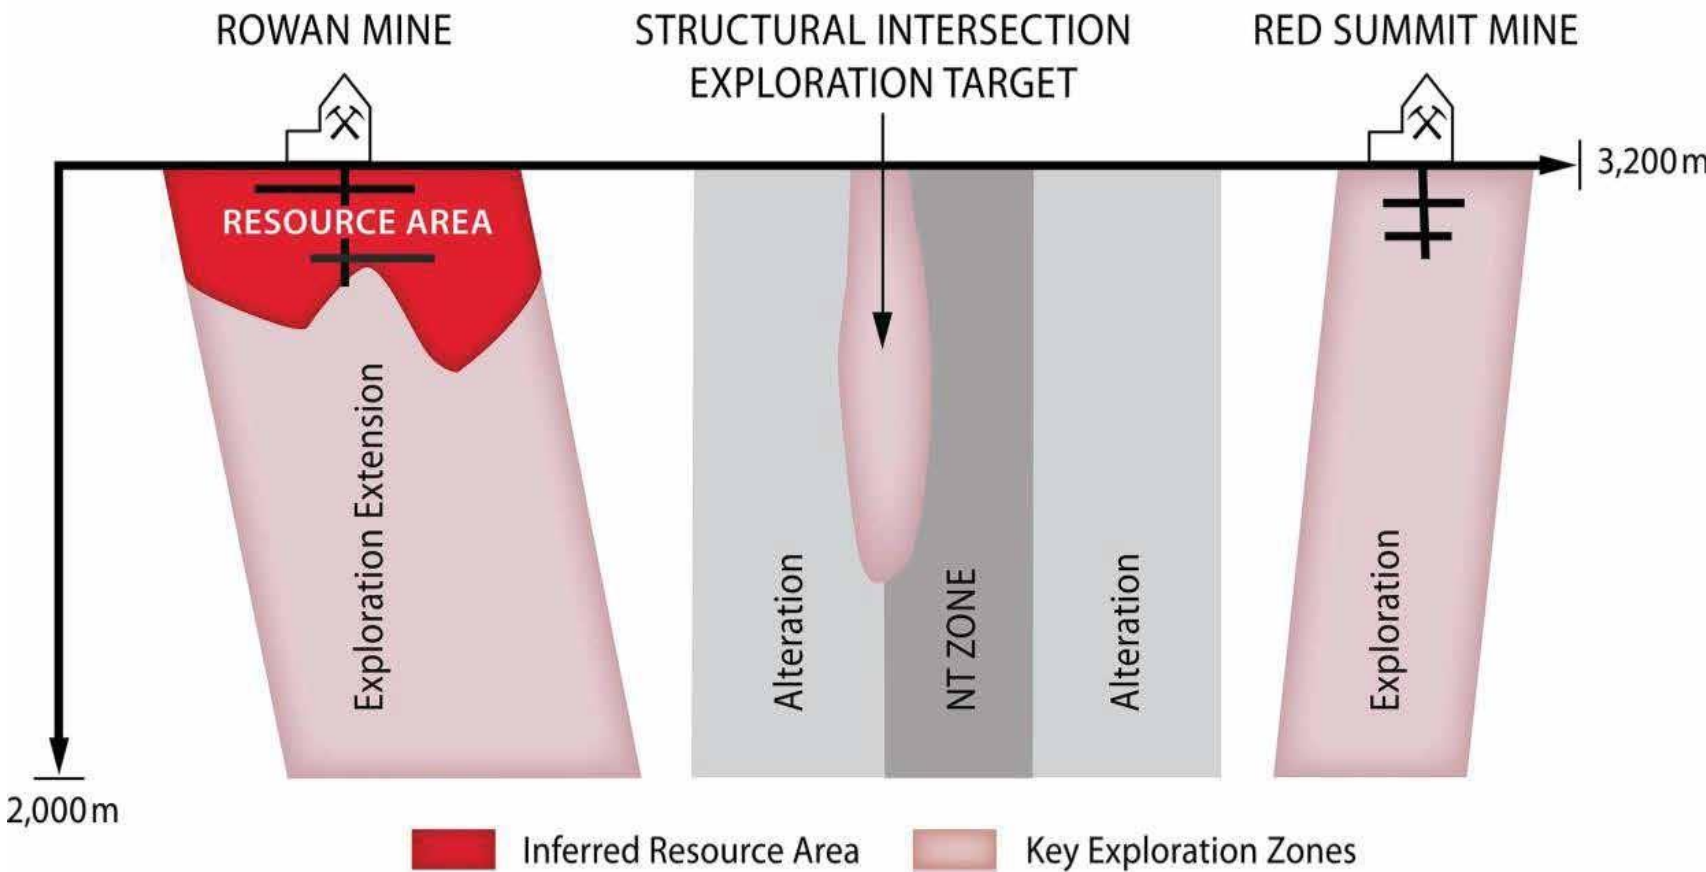 ROWAN MINE
STRUCTURAL INTERSECTION
EXPLORATION TARGET
RED SUMMIT MINE
3,200 m
RESOURCE AREA
Exploration Extension
Alteration
NT ZONE
Alteration
Exploration
2,000 m
Inferred Resource Area
Key Exploration Zones